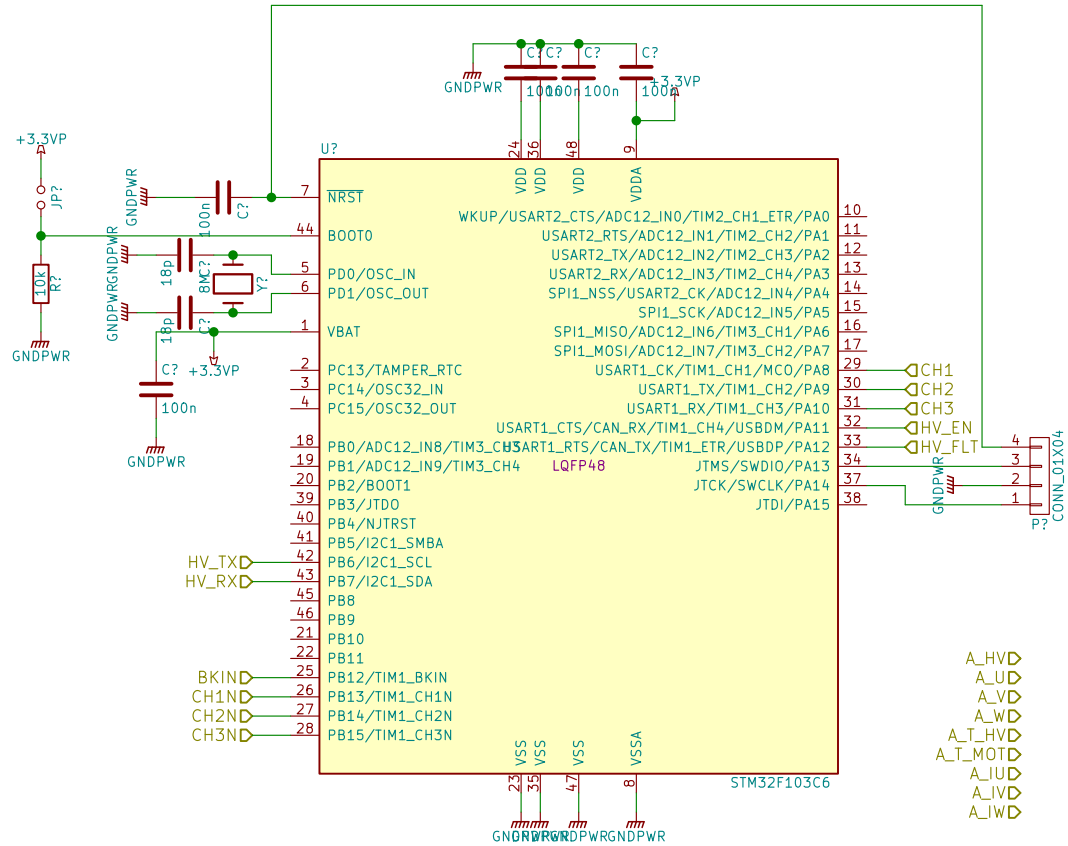 C? C? C? C?
GNDPWR 100n 100n 100n 100n +3.3VP
24 36 48 9
+3.3VP
JP?
10k R?
GNDPWR
U?
GNDPWR 100n C?
GNDPWR 18p C?
8M Y?
GNDPWR 18p C?
+3.3VP
C?
100n
GNDPWR
VDD VDD VDD VDDA
7 NRST
44 BOOT0
5 PD0/OSC_IN
6 PD1/OSC_OUT
1 VBAT
2 PC13/TAMPER_RTC
3 PC14/OSC32_IN
4 PC15/OSC32_OUT
18 PB0/ADC12_IN8/TIM3_CH3
19 PB1/ADC12_IN9/TIM3_CH4
20 PB2/BOOT1
39 PB3/JTDO
40 PB4/NJTRST
41 PB5/I2C1_SMBA
HV_TX 42 PB6/I2C1_SCL
HV_RX 43 PB7/I2C1_SDA
45 PB8
46 PB9
21 PB10
22 PB11
BKIN 25 PB12/TIM1_BKIN
CH1N 26 PB13/TIM1_CH1N
CH2N 27 PB14/TIM1_CH2N
CH3N 28 PB15/TIM1_CH3N
WKUP/USART2_CTS/ADC12_IN0/TIM2_CH1_ETR/PA0 10
USART2_RTS/ADC12_IN1/TIM2_CH2/PA1 11
USART2_TX/ADC12_IN2/TIM2_CH3/PA2 12
USART2_RX/ADC12_IN3/TIM2_CH4/PA3 13
SPI1_NSS/USART2_CK/ADC12_IN4/PA4 14
SPI1_SCK/ADC12_IN5/PA5 15
SPI1_MISO/ADC12_IN6/TIM3_CH1/PA6 16
SPI1_MOSI/ADC12_IN7/TIM3_CH2/PA7 17
USART1_CK/TIM1_CH1/MCO/PA8 29 CH1
USART1_TX/TIM1_CH2/PA9 30 CH2
USART1_RX/TIM1_CH3/PA10 31 CH3
USART1_CTS/CAN_RX/TIM1_CH4/USBDM/PA11 32 HV_EN
USART1_RTS/CAN_TX/TIM1_ETR/USBDP/PA12 33 HV_FLT
LQFP48
JTMS/SWDIO/PA13 34
JTCK/SWCLK/PA14 37
JTDI/PA15 38
GNDPWR
4
3
2
1
CONN_01X04
P?
VSS VSS VSS VSSA
23 35 47 8
STM32F103C6
GNDPWR GNDPWR GNDPWR GNDPWR
A_HV
A_U
A_V
A_W
A_T_HV
A_T_MOT
A_IU
A_IV
A_IW